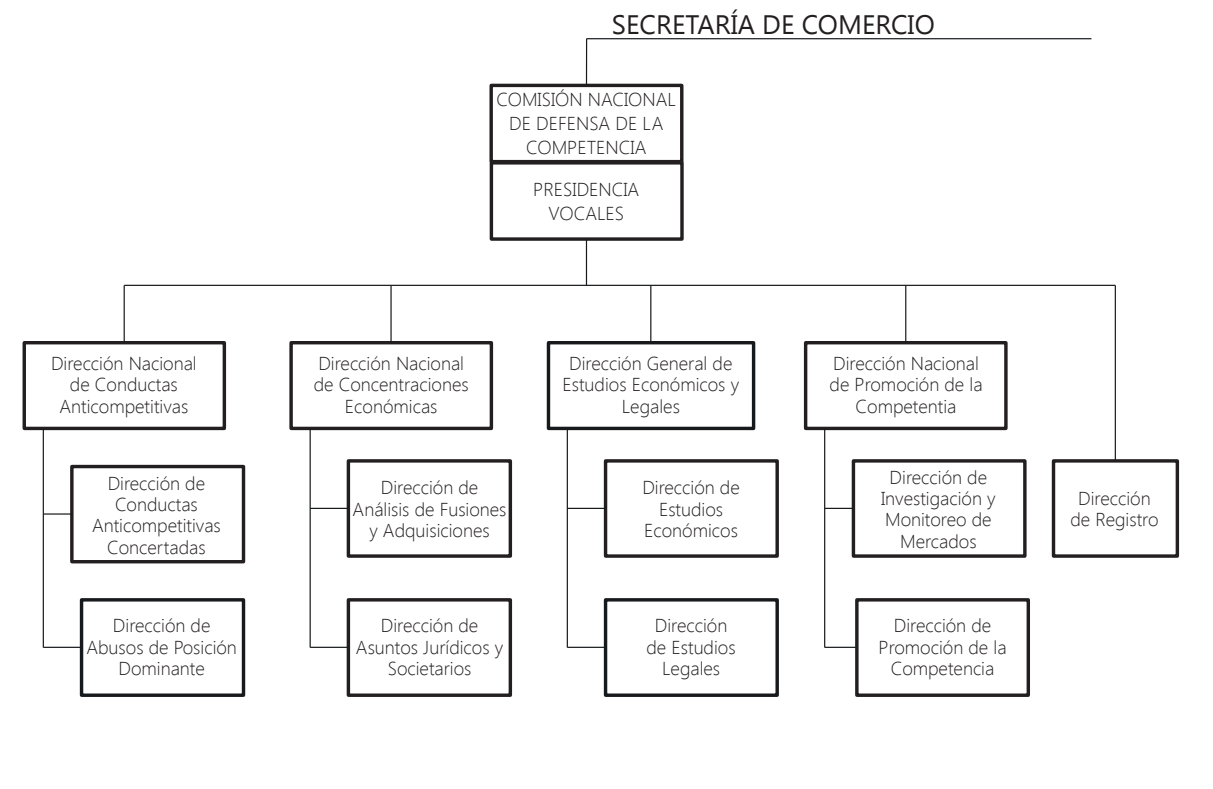 SECRETARÍA DE COMERCIO
COMISIÓN NACIONAL
DE DEFENSA DE LA
COMPETENCIA
PRESIDENCIA
VOCALES
Dirección Nacional
de Conductas
Anticompetitivas
Dirección Nacional
de Concentraciones
Económicas
Dirección General de
Estudios Económicos y
Legales
Dirección Nacional
de Promoción de la
Competentia
Dirección de
Conductas
Anticompetitivas
Concertadas
Dirección de
Análisis de Fusiones
y Adquisiciones
Dirección de
Estudios
Económicos
Dirección de
Investigación y
Monitoreo de
Mercados
Dirección
de Registro
Dirección de
Abusos de Posición
Dominante
Dirección de
Asuntos Jurídicos y
Societarios
Dirección
de Estudios
Legales
Dirección de
Promoción de la
Competencia